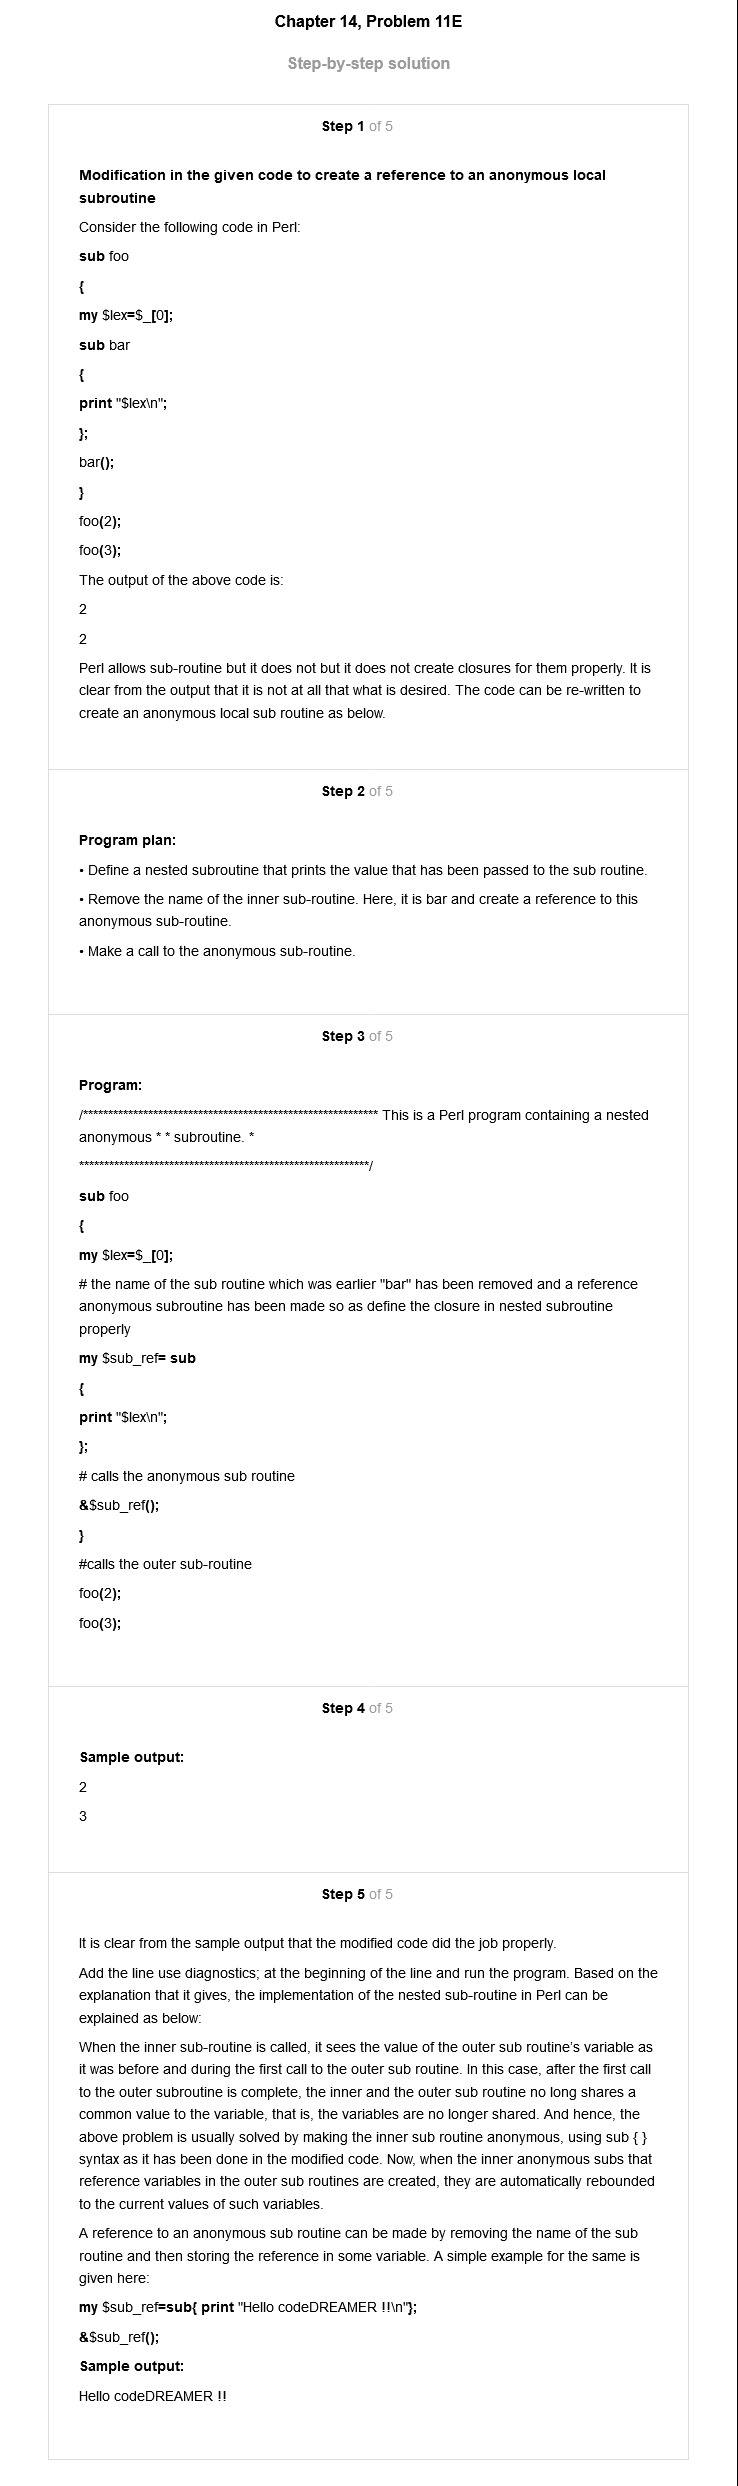 Chapter 14, Problem 11E
Step-by-step solution
Step 1 of 5
Modification in the given code to create a reference to an anonymous local
subroutine
Consider the following code in Perl:
sub foo
{
my $lex=$_[0];
sub bar
{
print "$lex\n";
};
bar();
}
foo(2);
foo(3);
The output of the above code is:
2
2
Perl allows sub-routine but it does not but it does not create closures for them properly. It is
clear from the output that it is not at all that what is desired. The code can be re-written to
create an anonymous local sub routine as below.
Step 2 of 5
Program plan:
• Define a nested subroutine that prints the value that has been passed to the sub routine.
• Remove the name of the inner sub-routine. Here, it is bar and create a reference to this
anonymous sub-routine.
• Make a call to the anonymous sub-routine.
Step 3 of 5
Program:
/*********************************************************** This is a Perl program containing a nested
anonymous * * subroutine. *
**********************************************************/
sub foo
{
my $lex=$_[0];
# the name of the sub routine which was earlier "bar" has been removed and a reference
anonymous subroutine has been made so as define the closure in nested subroutine
properly
my $sub_ref= sub
{
print "$lex\n";
};
# calls the anonymous sub routine
&$sub_ref();
}
#calls the outer sub-routine
foo(2);
foo(3);
Step 4 of 5
Sample output:
2
3
Step 5 of 5
It is clear from the sample output that the modified code did the job properly.
Add the line use diagnostics; at the beginning of the line and run the program. Based on the
explanation that it gives, the implementation of the nested sub-routine in Perl can be
explained as below:
When the inner sub-routine is called, it sees the value of the outer sub routine's variable as
it was before and during the first call to the outer sub routine. In this case, after the first call
to the outer subroutine is complete, the inner and the outer sub routine no long shares a
common value to the variable, that is, the variables are no longer shared. And hence, the
above problem is usually solved by making the inner sub routine anonymous, using sub { }
syntax as it has been done in the modified code. Now, when the inner anonymous subs that
reference variables in the outer sub routines are created, they are automatically rebounded
to the current values of such variables.
A reference to an anonymous sub routine can be made by removing the name of the sub
routine and then storing the reference in some variable. A simple example for the same is
given here:
my $sub_ref=sub{ print "Hello codeDREAMER !!\n"};
&$sub_ref();
Sample output:
Hello codeDREAMER !!